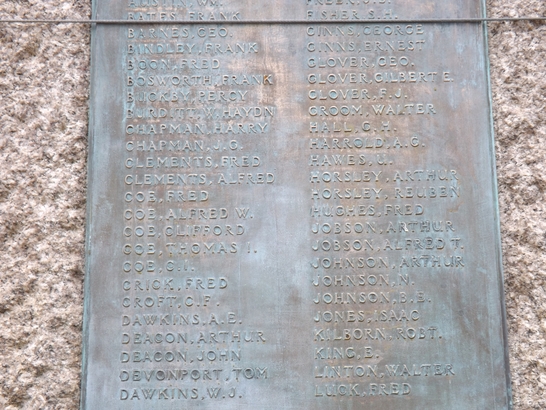 BATES, FRANK
BARNES, GEO.
BINDLEY, FRANK
BOON, FRED
BOSWORTH, FRANK
BUCKBY, PERCY
BURDITT, W. HAYDN
CHAPMAN, HARRY
CHAPMAN, J.G.
CLEMENTS, FRED
CLEMENTS, ALFRED
COE, FRED
COE, ALFRED W.
COE, CLIFFORD
COE, THOMAS I.
COE, C.I.
CRICK, FRED
CROFT, C.F.
DAWKINS, A.E.
DEACON, ARTHUR
DEACON, JOHN
DEVONPORT, TOM
DAWKINS, W.J.
FISHER S.H.
GINNS, GEORGE
GINNS, ERNEST
GLOVER, GEO.
GLOVER, GILBERT E.
GLOVER, F.J.
GROOM, WALTER
HALL, G.H.
HARROLD, A.G.
HAWES, U.
HORSLEY, ARTHUR
HORSLEY, REUBEN
HUGHES, FRED
JOBSON, ARTHUR
JOBSON, ALFRED T.
JOHNSON, ARTHUR
JOHNSON, N.
JOHNSON, B.E.
JONES, ISAAC
KILBORN, ROBT.
KING, E.
LINTON, WALTER
LUCK, FRED